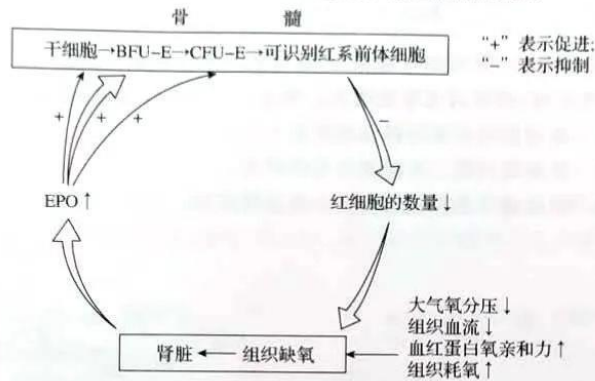 骨 髓
干细胞→BFU-E→CFU-E→可识别红系前体细胞
“+”表示促进;
“-”表示抑制
+ + +
-
EPO↑
红细胞的数量↓
大气氧分压↓
组织血流↓
血红蛋白氧亲和力↑
组织耗氧↑
肾脏←组织缺氧